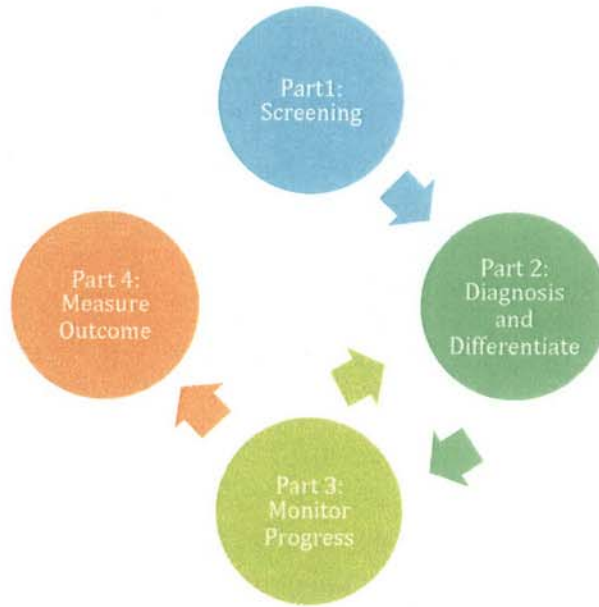 Part1:
Screening
Part 2:
Diagnosis
and
Differentiate
Part 3:
Monitor
Progress
Part 4:
Measure
Outcome